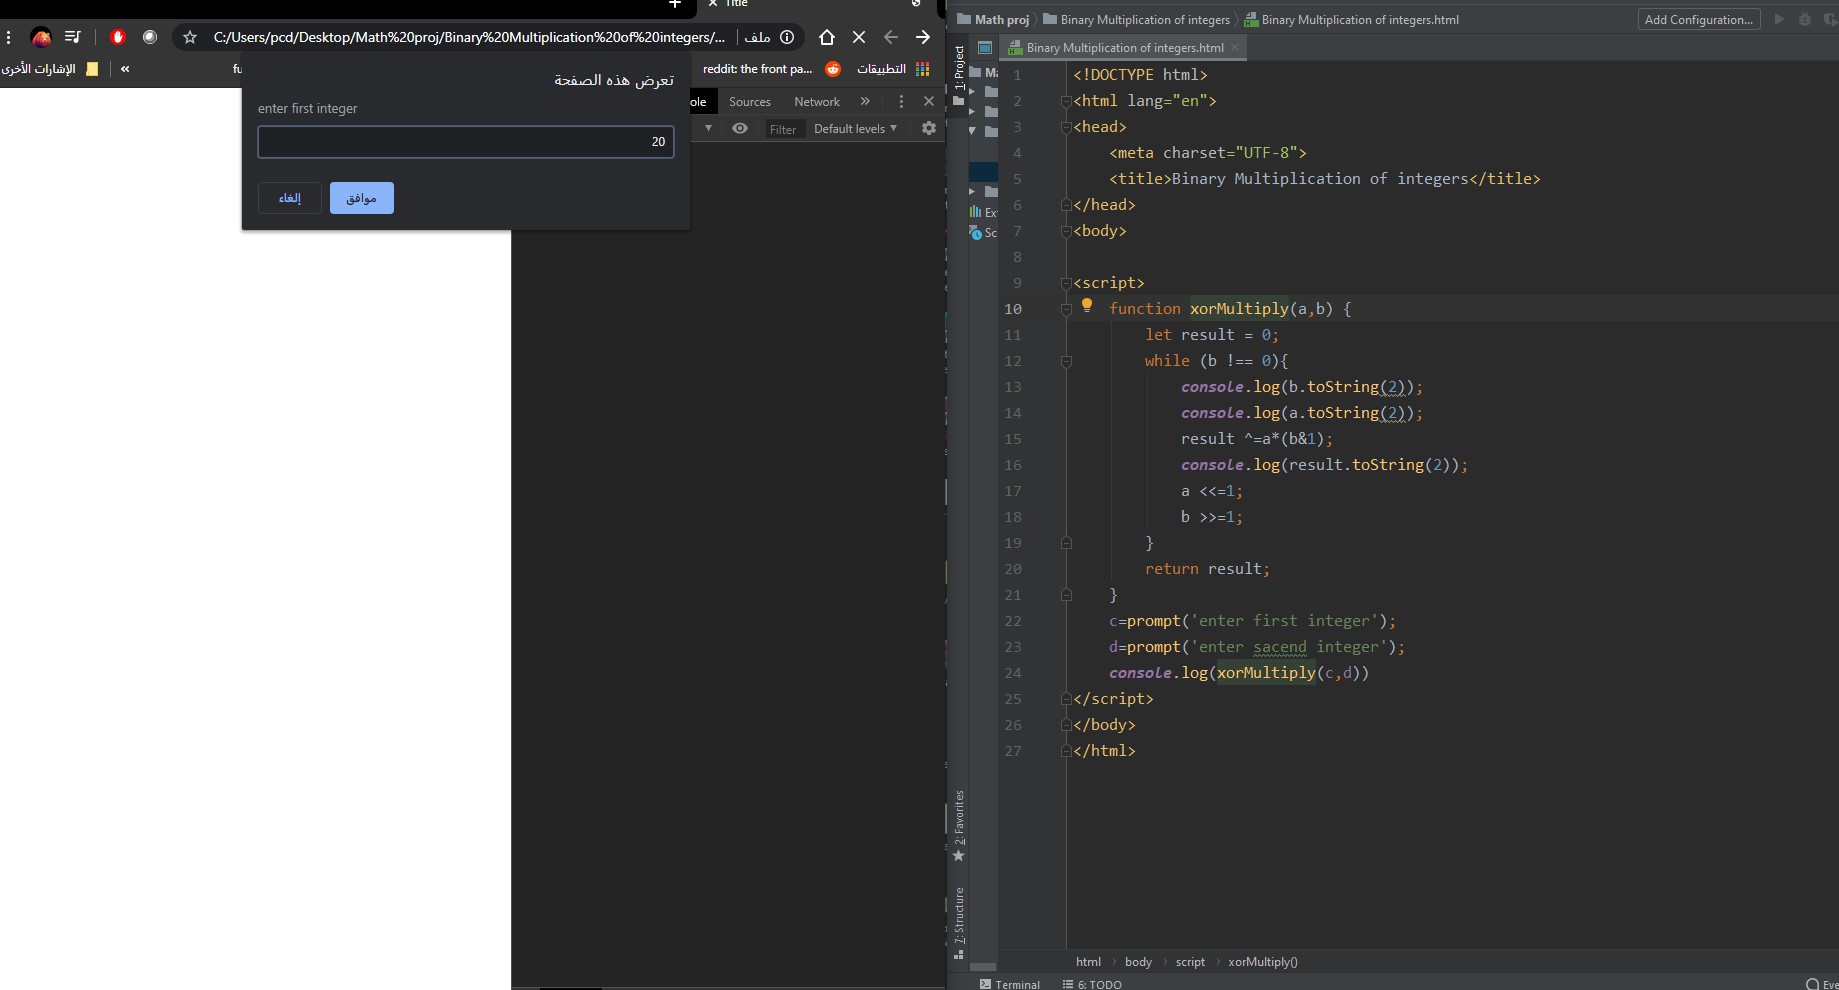 Title
C:/Users/pcd/Desktop/Math%20proj/Binary%20Multiplication%20of%20integers/...
ملف
الإشارات الأخرى
reddit: the front pa...
التطبيقات
تعرض هذه الصفحة
enter first integer
20
إلغاء
موافق
Sources
Network
Filter
Default levels
Math proj
Binary Multiplication of integers
Binary Multiplication of integers.html
Add Configuration...
Binary Multiplication of integers.html
1: Project
2: Favorites
7: Structure
1 <!DOCTYPE html>
2 <html lang="en">
3 <head>
4 <meta charset="UTF-8">
5 <title>Binary Multiplication of integers</title>
6 </head>
7 <body>
8
9 <script>
10 function xorMultiply(a,b) {
11 let result = 0;
12 while (b !== 0){
13 console.log(b.toString(2));
14 console.log(a.toString(2));
15 result ^=a*(b&1);
16 console.log(result.toString(2));
17 a <<=1;
18 b >>=1;
19 }
20 return result;
21 }
22 c=prompt('enter first integer');
23 d=prompt('enter sacend integer');
24 console.log(xorMultiply(c,d))
25 </script>
26 </body>
27 </html>
html
body
script
xorMultiply()
Terminal
6: TODO